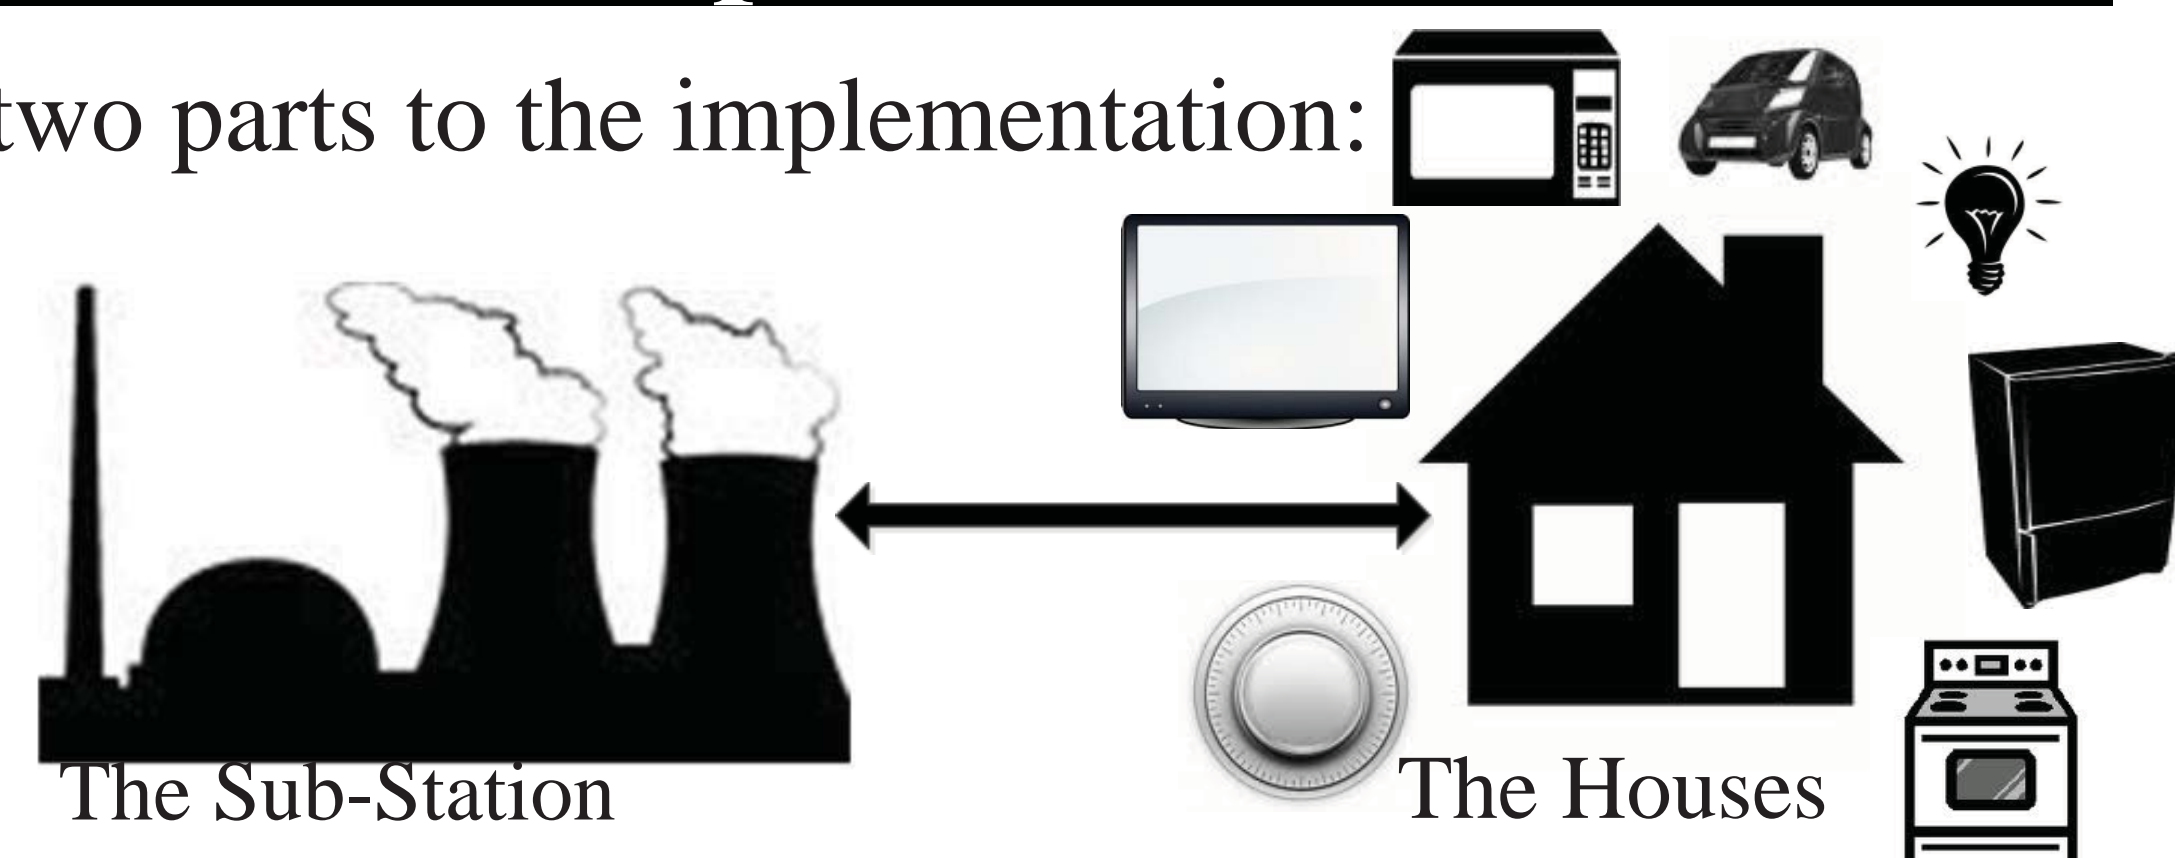 two parts to the implementation:
The Sub-Station
The Houses